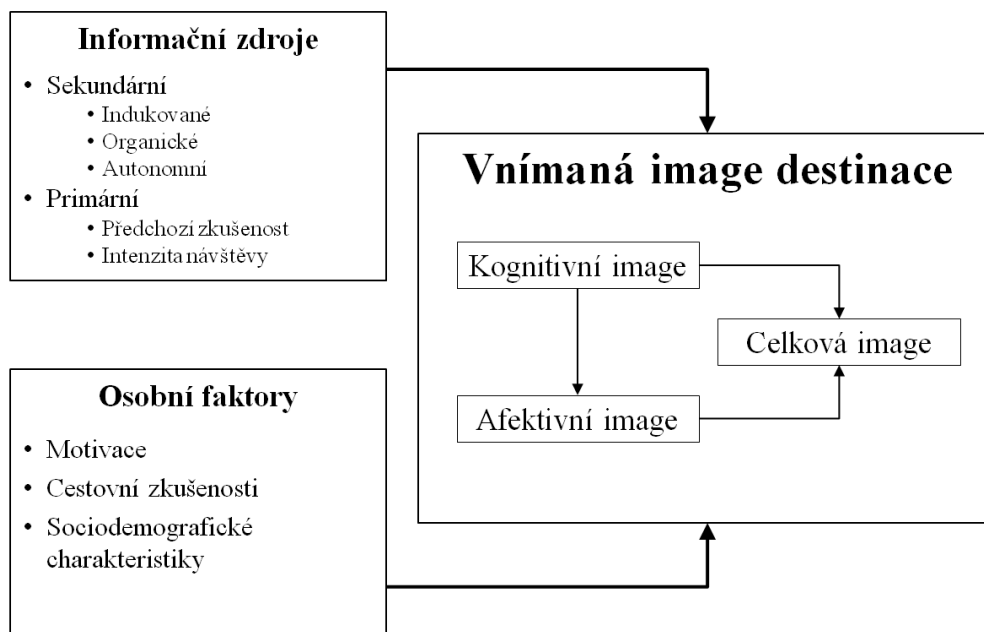 Informační zdroje
• Sekundární
• Indukované
• Organické
• Autonomní
• Primární
• Předchozí zkušenost
• Intenzita návštěvy
Osobní faktory
• Motivace
• Cestovní zkušenosti
• Sociodemografické
charakteristiky
Vnímaná image destinace
Kognitivní image
Celková image
Afektivní image